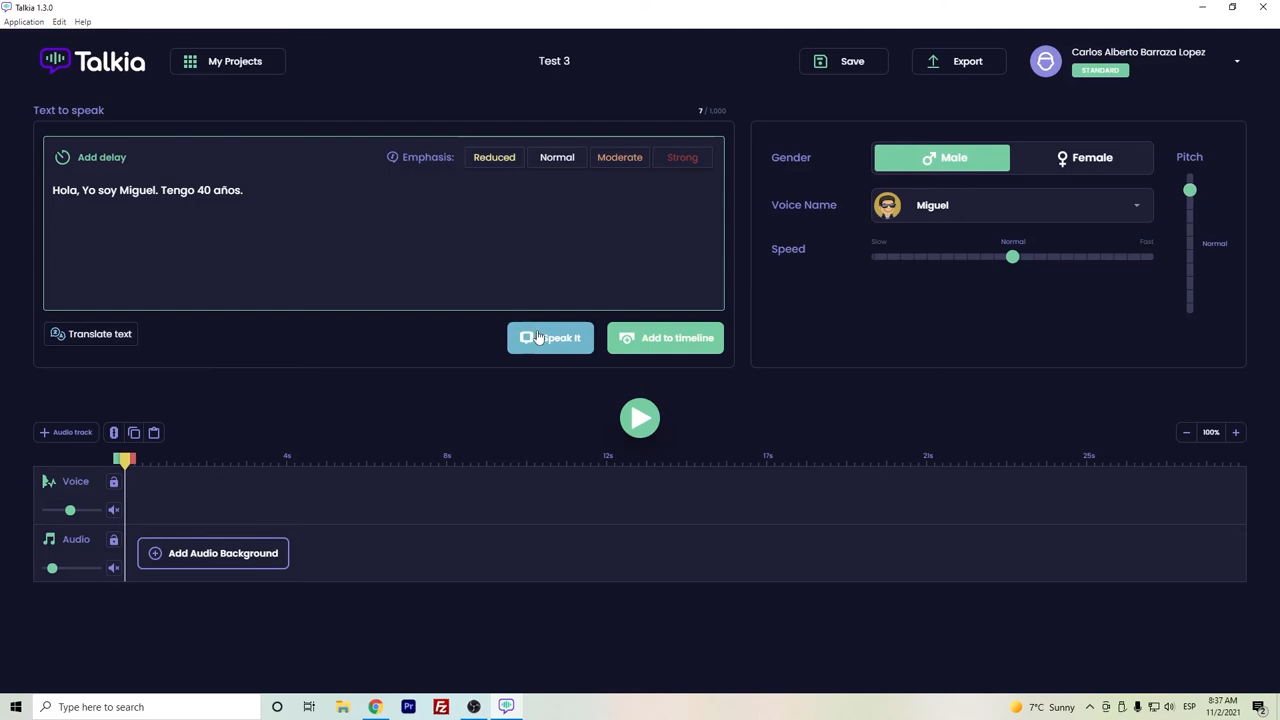 Talkia 1.3.0
Application Edit Help
Talkia
My Projects
Test 3
Save
Export
Carlos Alberto Barraza Lopez
STANDARD
Text to speak
7 / 1,000
Add delay
Emphasis:
Reduced
Normal
Moderate
Strong
Hola, Yo soy Miguel. Tengo 40 años.
Translate text
Speak It
Add to timeline
Gender
Male
Female
Pitch
Voice Name
Miguel
Speed
Slow
Normal
Fast
Normal
Audio track
100%
4s
8s
12s
17s
21s
25s
Voice
Audio
Add Audio Background
Type here to search
7°C Sunny
ESP
8:37 AM
11/2/2021
2